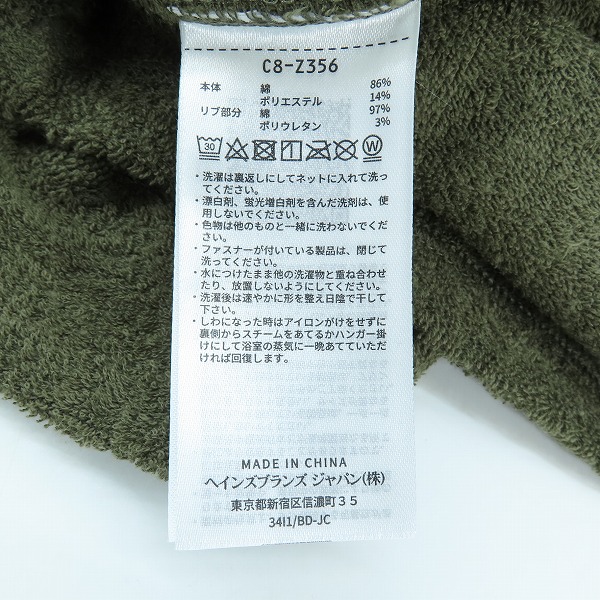 C8-Z356
本体 綿 86%
ポリエステル 14%
リブ部分 綿 97%
ポリウレタン 3%
30 W
・洗濯は裏返しにしてネットに入れて洗っ
てください。
・漂白剤、蛍光増白剤を含んだ洗剤は、使
用しないでください。
・色物は他のものと一緒に洗わないでくだ
さい。
・ファスナーが付いている製品は、閉じて
洗ってください。
・水につけたまま他の洗濯物と重ね合わせ
たり、放置しないようにしてください。
・洗濯後は速やかに形を整え日陰で干して
下さい。
・しわになった時はアイロンがけをせずに
裏側からスチームをあてるかハンガー掛
けにして浴室の蒸気に一晩あてていただ
ければ回復します。
MADE IN CHINA
ヘインズブランズ ジャパン(株)
東京都新宿区信濃町35
34I1/BD-JC